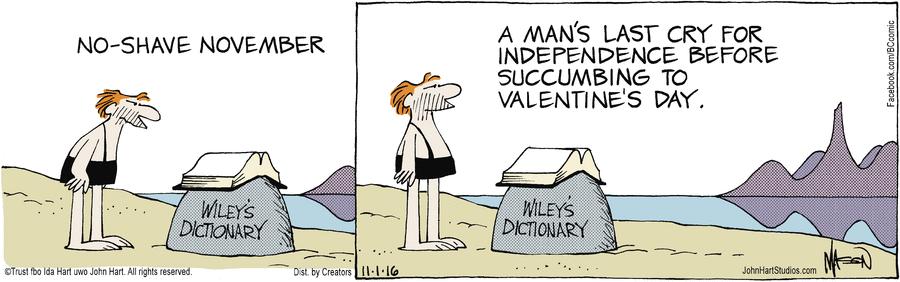 NO-SHAVE NOVEMBER
WILEY'S
DICTIONARY
©Trust fbo Ida Hart uwo John Hart. All rights reserved.
Dist. by Creators
A MAN'S LAST CRY FOR
INDEPENDENCE BEFORE
SUCCUMBING TO
VALENTINE'S DAY.
Facebook.com/BCcomic
WILEY'S
DICTIONARY
11·1·16
JohnHartStudios.com
MASON